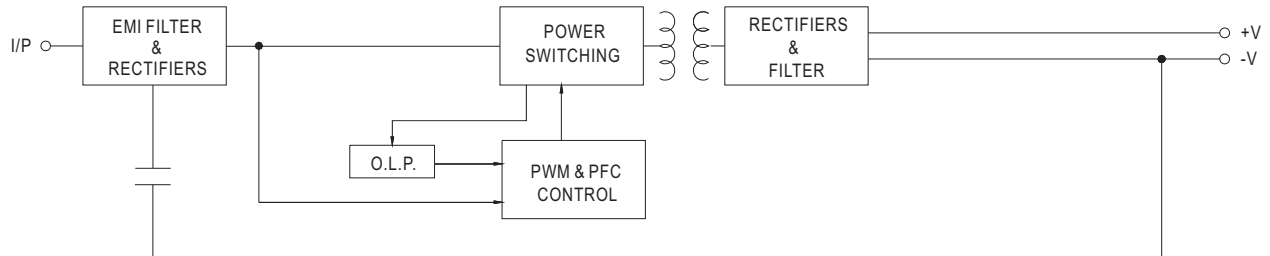 I/P
EMI FILTER
&
RECTIFIERS
POWER
SWITCHING
RECTIFIERS
&
FILTER
+V
-V
O.L.P.
PWM & PFC
CONTROL